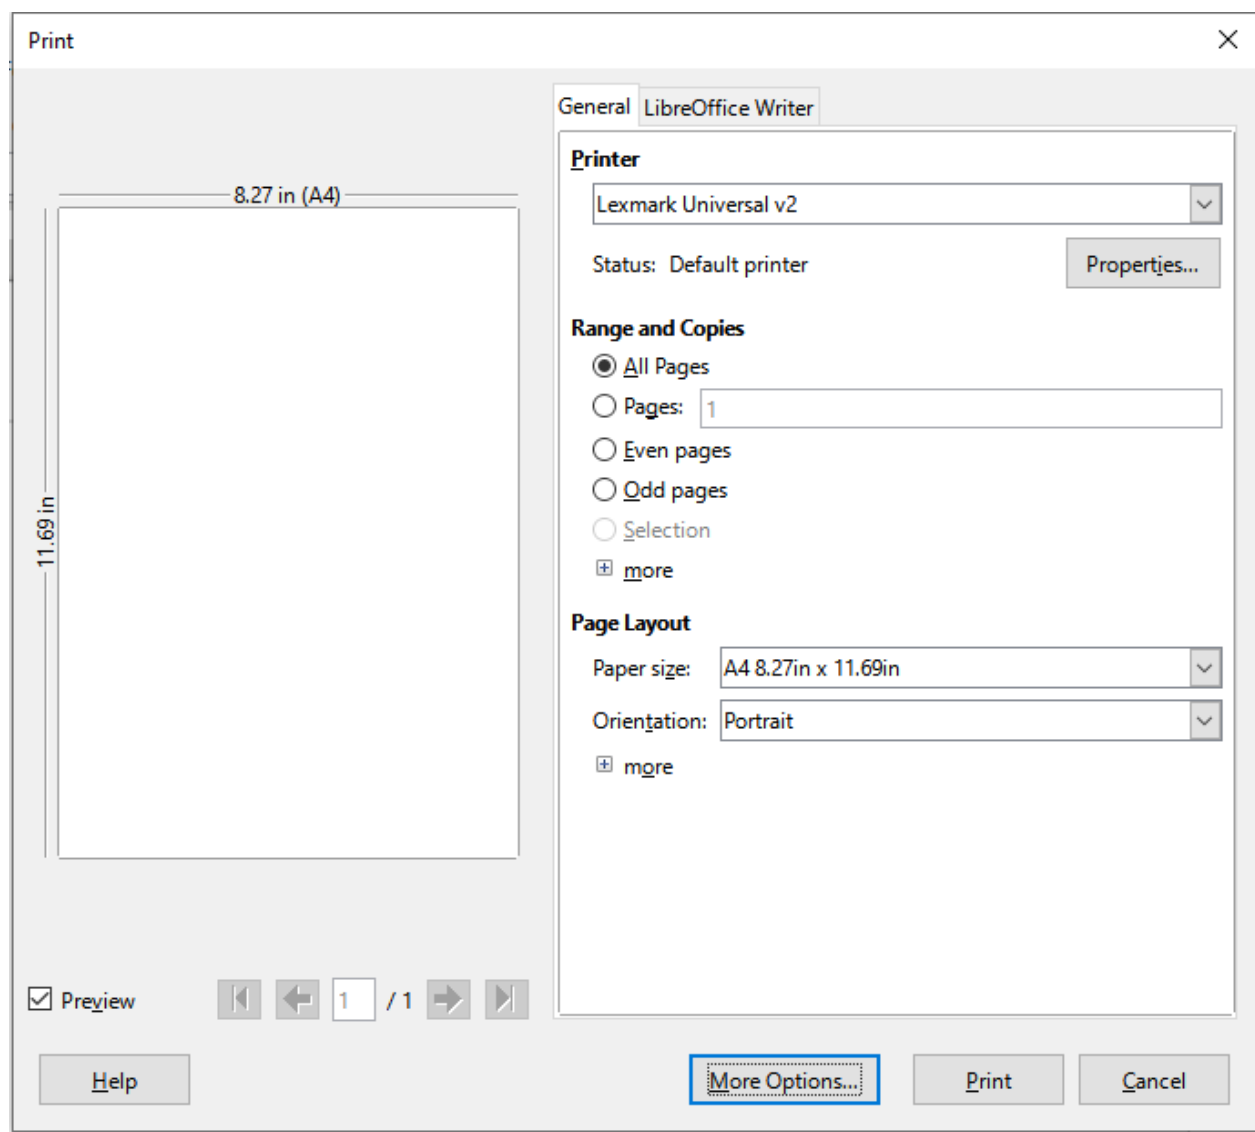 Print
General LibreOffice Writer
Printer
8.27 in (A4)
Lexmark Universal v2
Status: Default printer Properties...
Range and Copies
All Pages
Pages: 1
Even pages
Odd pages
Selection
more
11.69 in
Page Layout
Paper size: A4 8.27in x 11.69in
Orientation: Portrait
more
Preview 1 / 1
Help More Options... Print Cancel